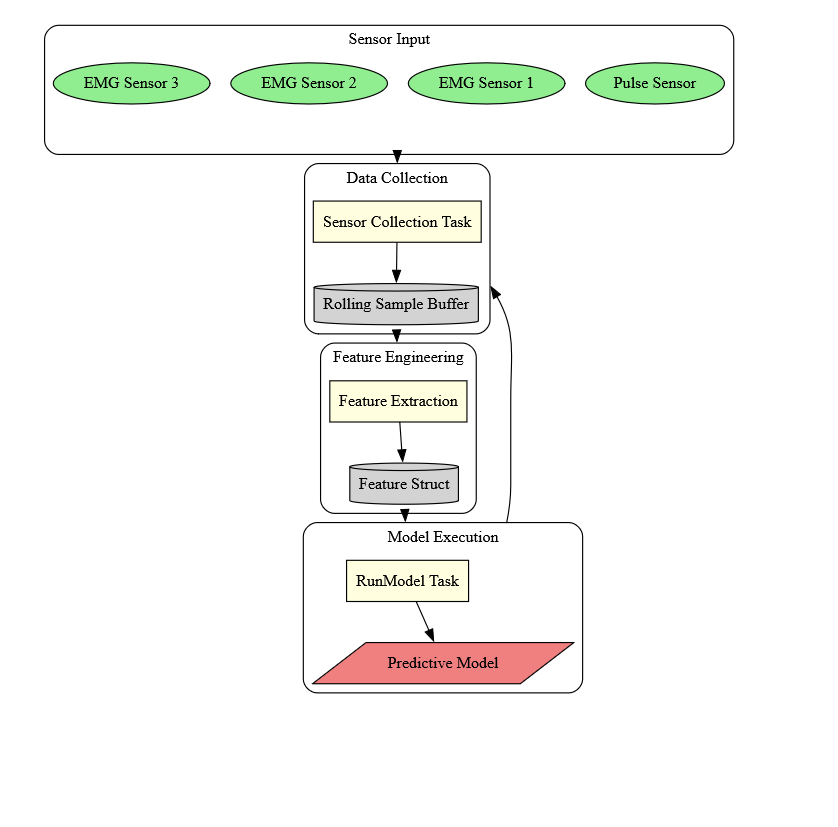 Sensor Input
EMG Sensor 3
EMG Sensor 2
EMG Sensor 1
Pulse Sensor
Data Collection
Sensor Collection Task
Rolling Sample Buffer
Feature Engineering
Feature Extraction
Feature Struct
Model Execution
RunModel Task
Predictive Model